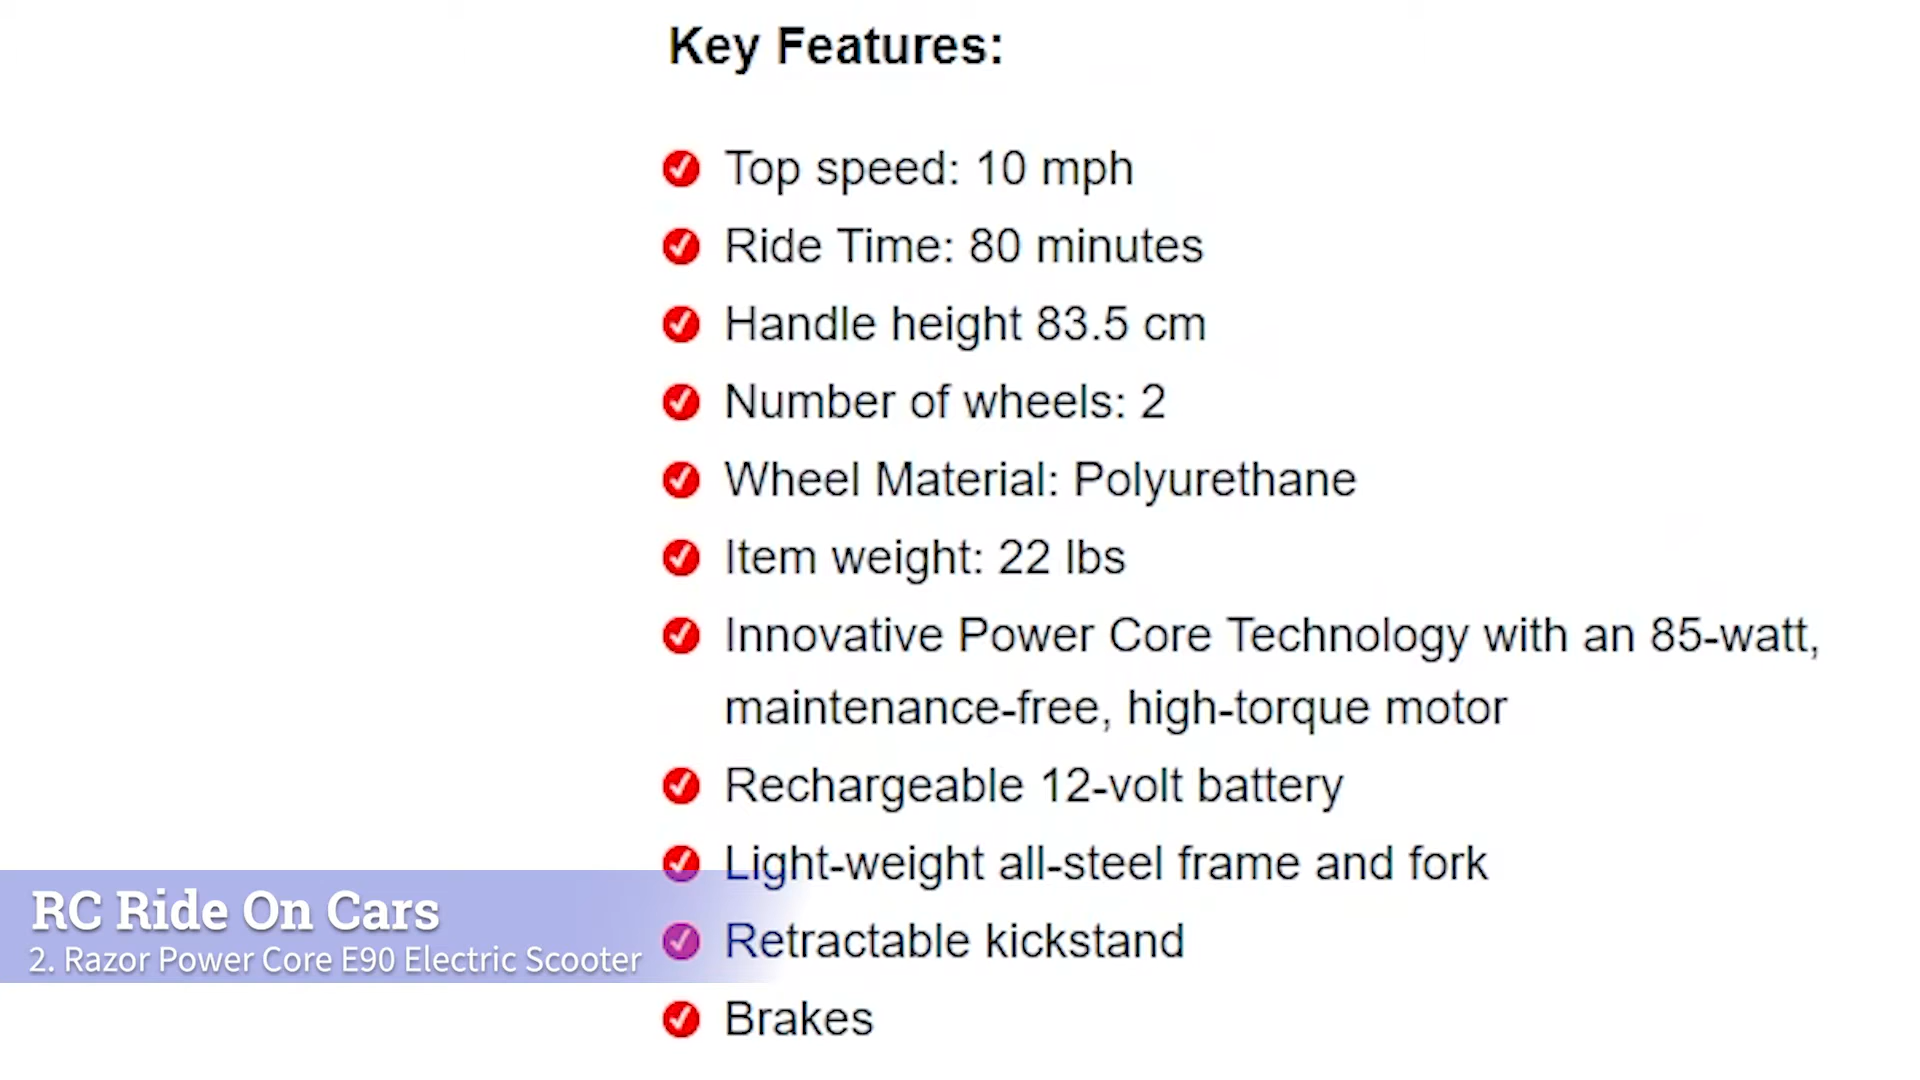 Key Features:
Top speed: 10 mph
Ride Time: 80 minutes
Handle height 83.5 cm
Number of wheels: 2
Wheel Material: Polyurethane
Item weight: 22 lbs
Innovative Power Core Technology with an 85-watt,
maintenance-free, high-torque motor
Rechargeable 12-volt battery
Light-weight all-steel frame and fork
Retractable kickstand
Brakes
RC Ride On Cars
2. Razor Power Core E90 Electric Scooter